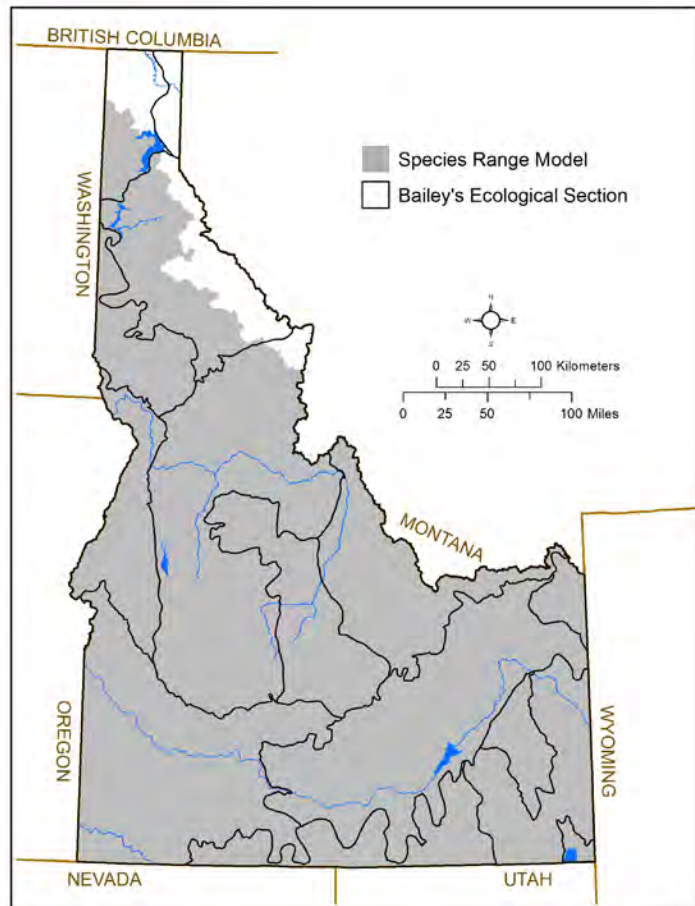 BRITISH COLUMBIA
WASHINGTON
Species Range Model
Bailey's Ecological Section
N
W E
S
0 25 50 100 Kilometers
0 25 50 100 Miles
MONTANA
OREGON
WYOMING
NEVADA
UTAH